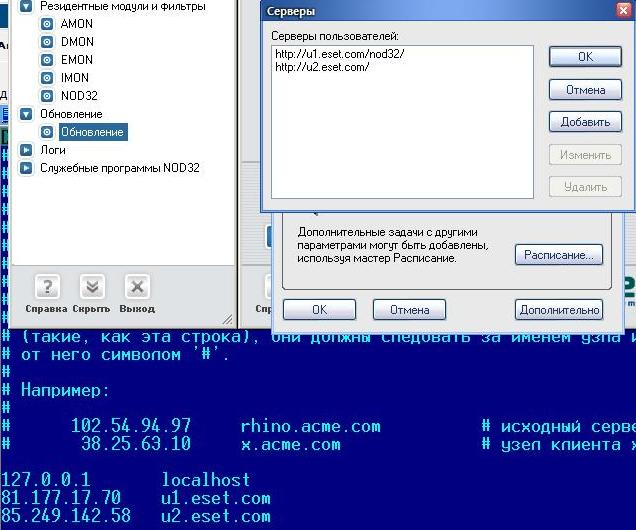 Резидентные модули и Фильтры
AMON
DMON
EMON
IMON
NOD32
Обновление
Обновление
Логи
Служебные программы NOD32
Справка Скрыть Выход
Серверы
Серверы пользователей:
http://u1.eset.com/nod32/
http://u2.eset.com/
OK
Отмена
Добавить
Изменить
Удалить
Дополнительные задачи с другими
параметрами могут быть добавлены,
используя мастер Расписание.
Расписание...
OK
Отмена
Дополнительно
# (такие, как эта строка), они должны следовать за именем узла и
# от него символом '#'.
#
# Например:
#
# 102.54.94.97 rhino.acme.com # исходный серве
# 38.25.63.10 x.acme.com # узел клиента x
127.0.0.1 localhost
81.177.17.70 u1.eset.com
85.249.142.58 u2.eset.com